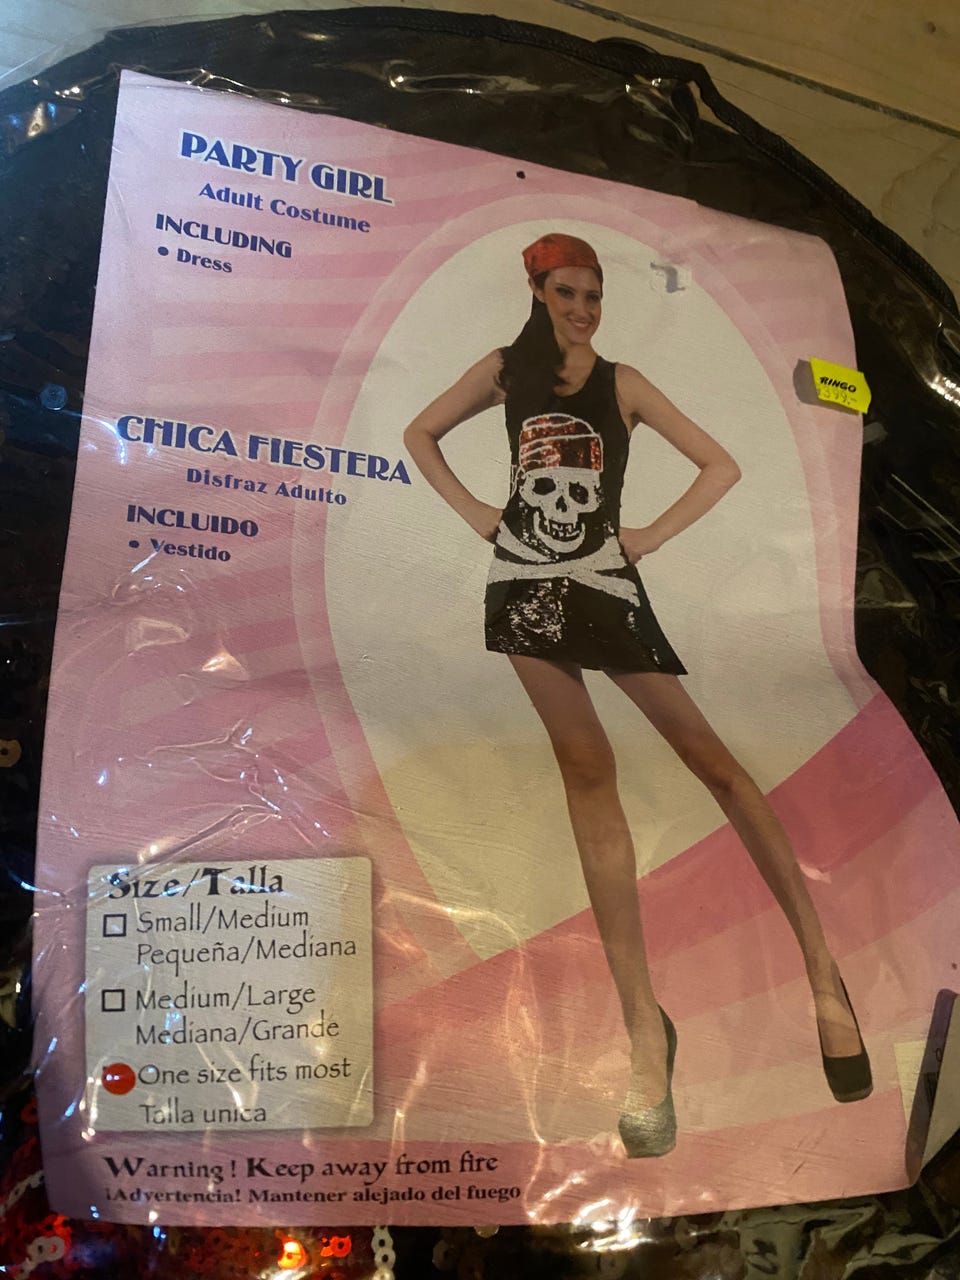 PARTY GIRL
Adult Costume
INCLUDING
• Dress
CHICA FIESTERA
Disfraz Adulto
INCLUIDO
• Vestido
RINGO
Size/Talla
Small/Medium
Pequeña/Mediana
Medium/Large
Mediana/Grande
One size fits most
Talla unica
Warning! Keep away from fire
¡Advertencia! Mantener alejado del fuego